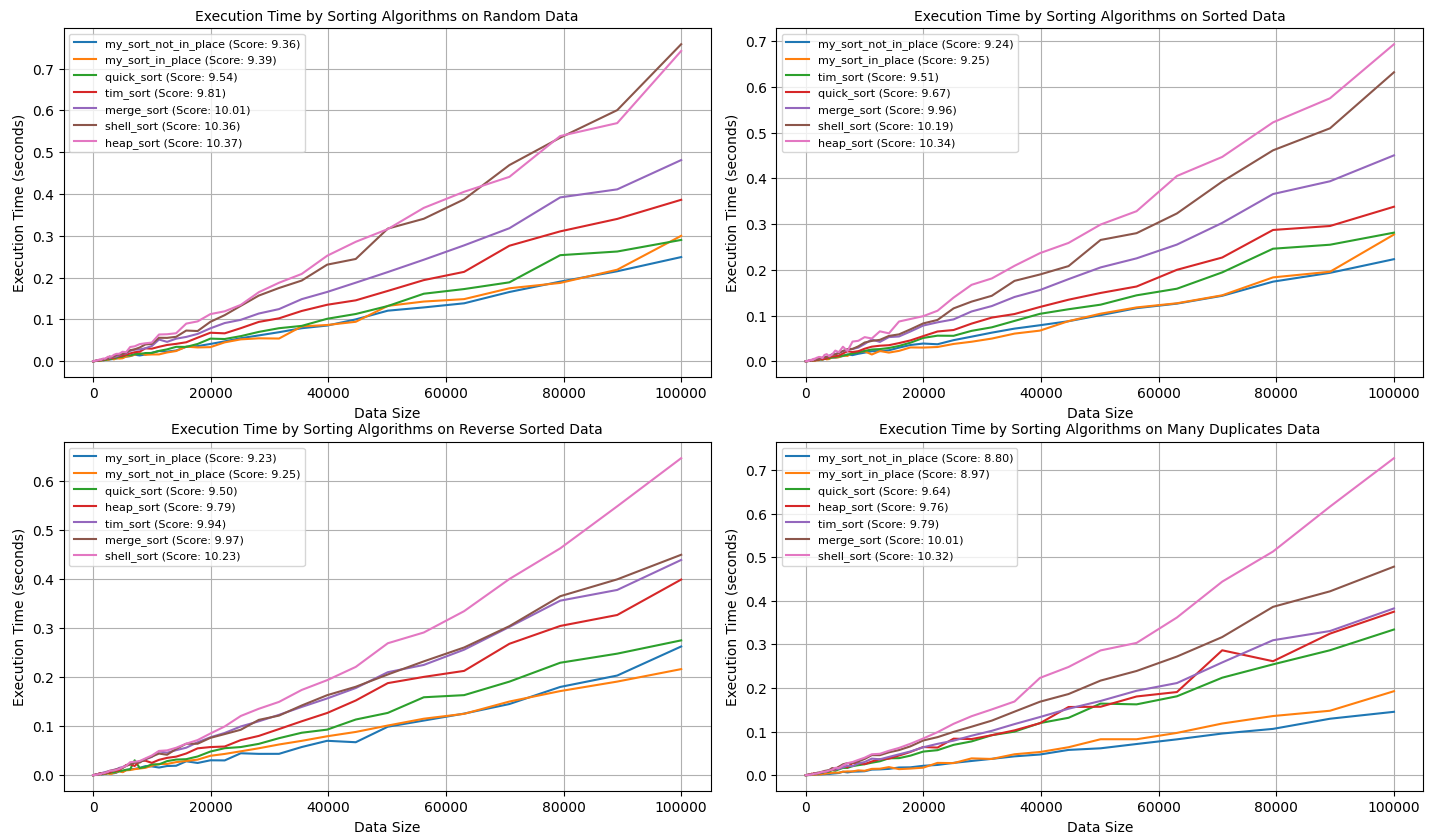 Execution Time by Sorting Algorithms on Random Data
my_sort_not_in_place (Score: 9.36)
my_sort_in_place (Score: 9.39)
quick_sort (Score: 9.54)
tim_sort (Score: 9.81)
merge_sort (Score: 10.01)
shell_sort (Score: 10.36)
heap_sort (Score: 10.37)
Execution Time (seconds)
0.7
0.6
0.5
0.4
0.3
0.2
0.1
0.0
0 20000 40000 60000 80000 100000
Data Size
Execution Time by Sorting Algorithms on Sorted Data
my_sort_not_in_place (Score: 9.24)
my_sort_in_place (Score: 9.25)
tim_sort (Score: 9.51)
quick_sort (Score: 9.67)
merge_sort (Score: 9.96)
shell_sort (Score: 10.19)
heap_sort (Score: 10.34)
Execution Time (seconds)
0.7
0.6
0.5
0.4
0.3
0.2
0.1
0.0
0 20000 40000 60000 80000 100000
Data Size
Execution Time by Sorting Algorithms on Reverse Sorted Data
my_sort_in_place (Score: 9.23)
my_sort_not_in_place (Score: 9.25)
quick_sort (Score: 9.50)
heap_sort (Score: 9.79)
tim_sort (Score: 9.94)
merge_sort (Score: 9.97)
shell_sort (Score: 10.23)
Execution Time (seconds)
0.6
0.5
0.4
0.3
0.2
0.1
0.0
0 20000 40000 60000 80000 100000
Data Size
Execution Time by Sorting Algorithms on Many Duplicates Data
my_sort_not_in_place (Score: 8.80)
my_sort_in_place (Score: 8.97)
quick_sort (Score: 9.64)
heap_sort (Score: 9.76)
tim_sort (Score: 9.79)
merge_sort (Score: 10.01)
shell_sort (Score: 10.32)
Execution Time (seconds)
0.7
0.6
0.5
0.4
0.3
0.2
0.1
0.0
0 20000 40000 60000 80000 100000
Data Size